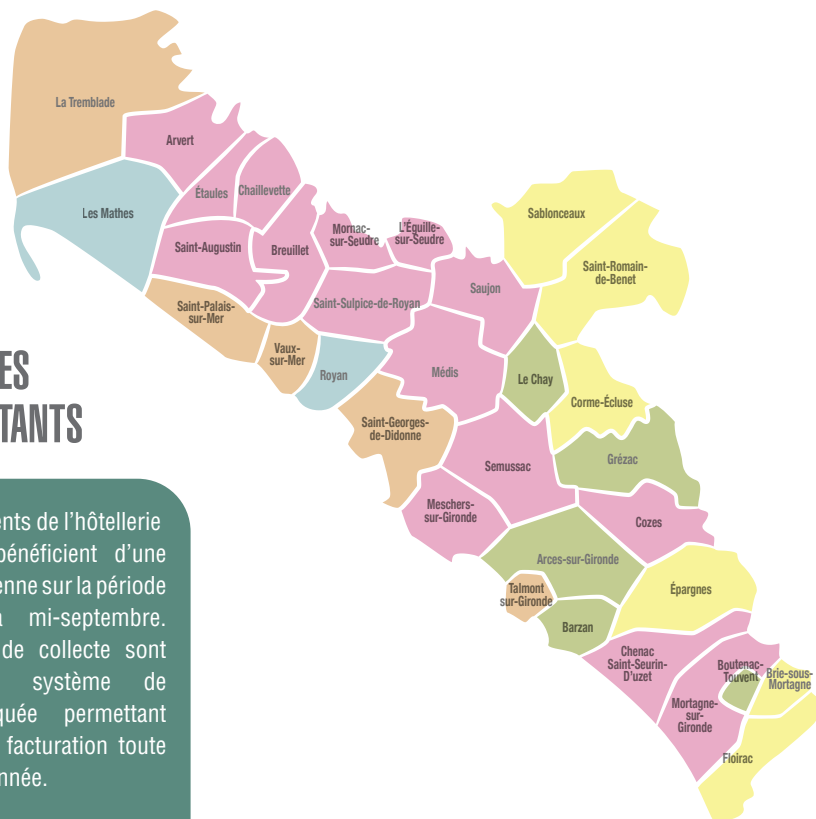 La Tremblade
Arvert
Étaules
Chaillevette
Les Mathes
Saint-Augustin
Breuillet
Mornac-
sur-Seudre
L'Éguille-
sur-Seudre
Sablonceaux
Saint-Romain-
de-Benet
Saujon
Saint-Sulpice-de-Royan
Saint-Palais-
sur-Mer
Vaux-
sur-Mer
Royan
Médis
Le Chay
Corme-Écluse
Saint-Georges-
de-Didonne
Grézac
Semussac
Meschers-
sur-Gironde
Cozes
Arces-sur-Gironde
Talmont
sur-Gironde
Épargnes
Barzan
Chenac
Saint-Seurin-
D'uzet
Boutenac-
Touvent
Brie-sous-
Mortagne
Mortagne-
sur-
Gironde
Floirac
ES
TANTS
ents de l'hôtellerie
bénéficient d'une
enne sur la période
mi-septembre.
de collecte sont
système de
quée permettant
facturation toute
nnée.